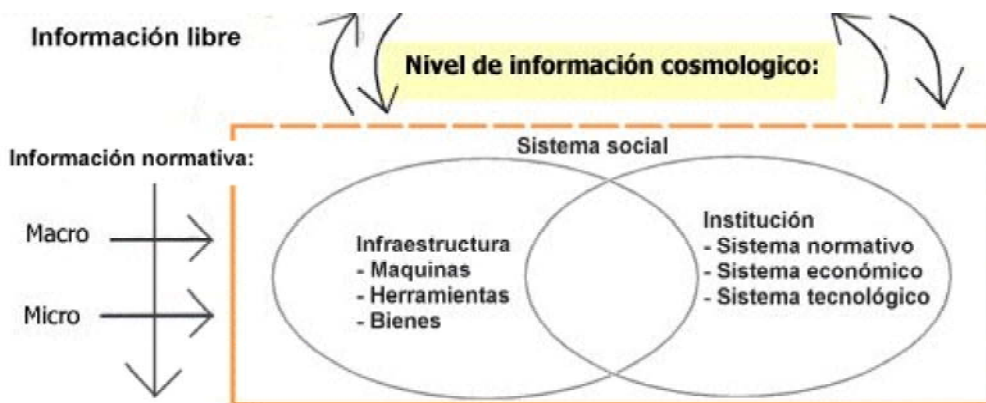 Información libre
Nivel de información cosmologico:
Sistema social
Información normativa:
Macro
Micro
Infraestructura
- Maquinas
- Herramientas
- Bienes
Institución
- Sistema normativo
- Sistema económico
- Sistema tecnológico